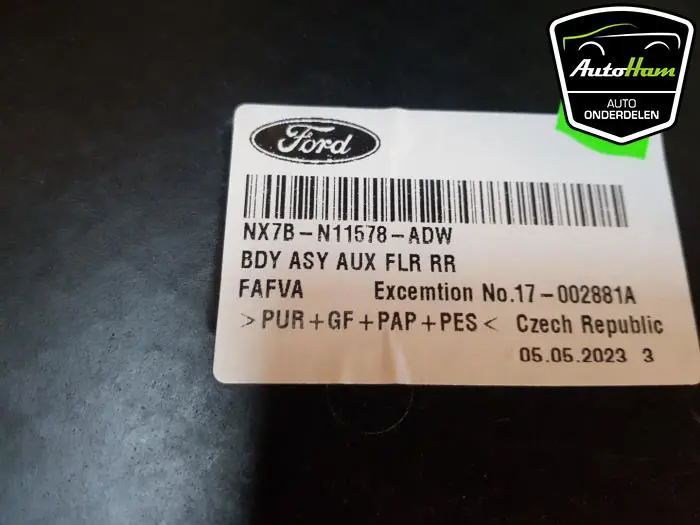 AutoHam
AUTO
ONDERDELEN
Ford
NX7B-N11578-ADW
BDY ASY AUX FLR RR
FAFVA Excemtion No.17-002881A
>PUR+GF+PAP+PES< Czech Republic
05.05.2023 3